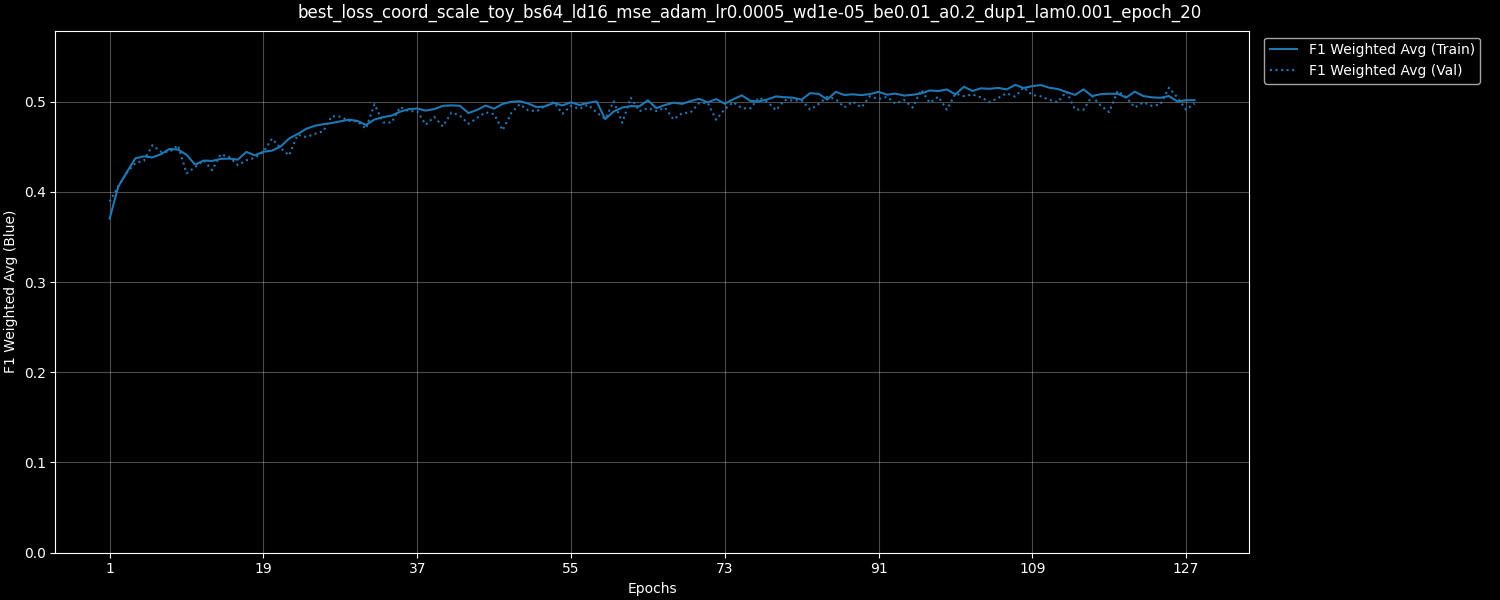 best_loss_coord_scale_toy_bs64_ld16_mse_adam_lr0.0005_wd1e-05_be0.01_a0.2_dup1_lam0.001_epoch_20
F1 Weighted Avg (Train)
F1 Weighted Avg (Val)
F1 Weighted Avg (Blue)
0.5
0.4
0.3
0.2
0.1
0.0
1 19 37 55 73 91 109 127
Epochs